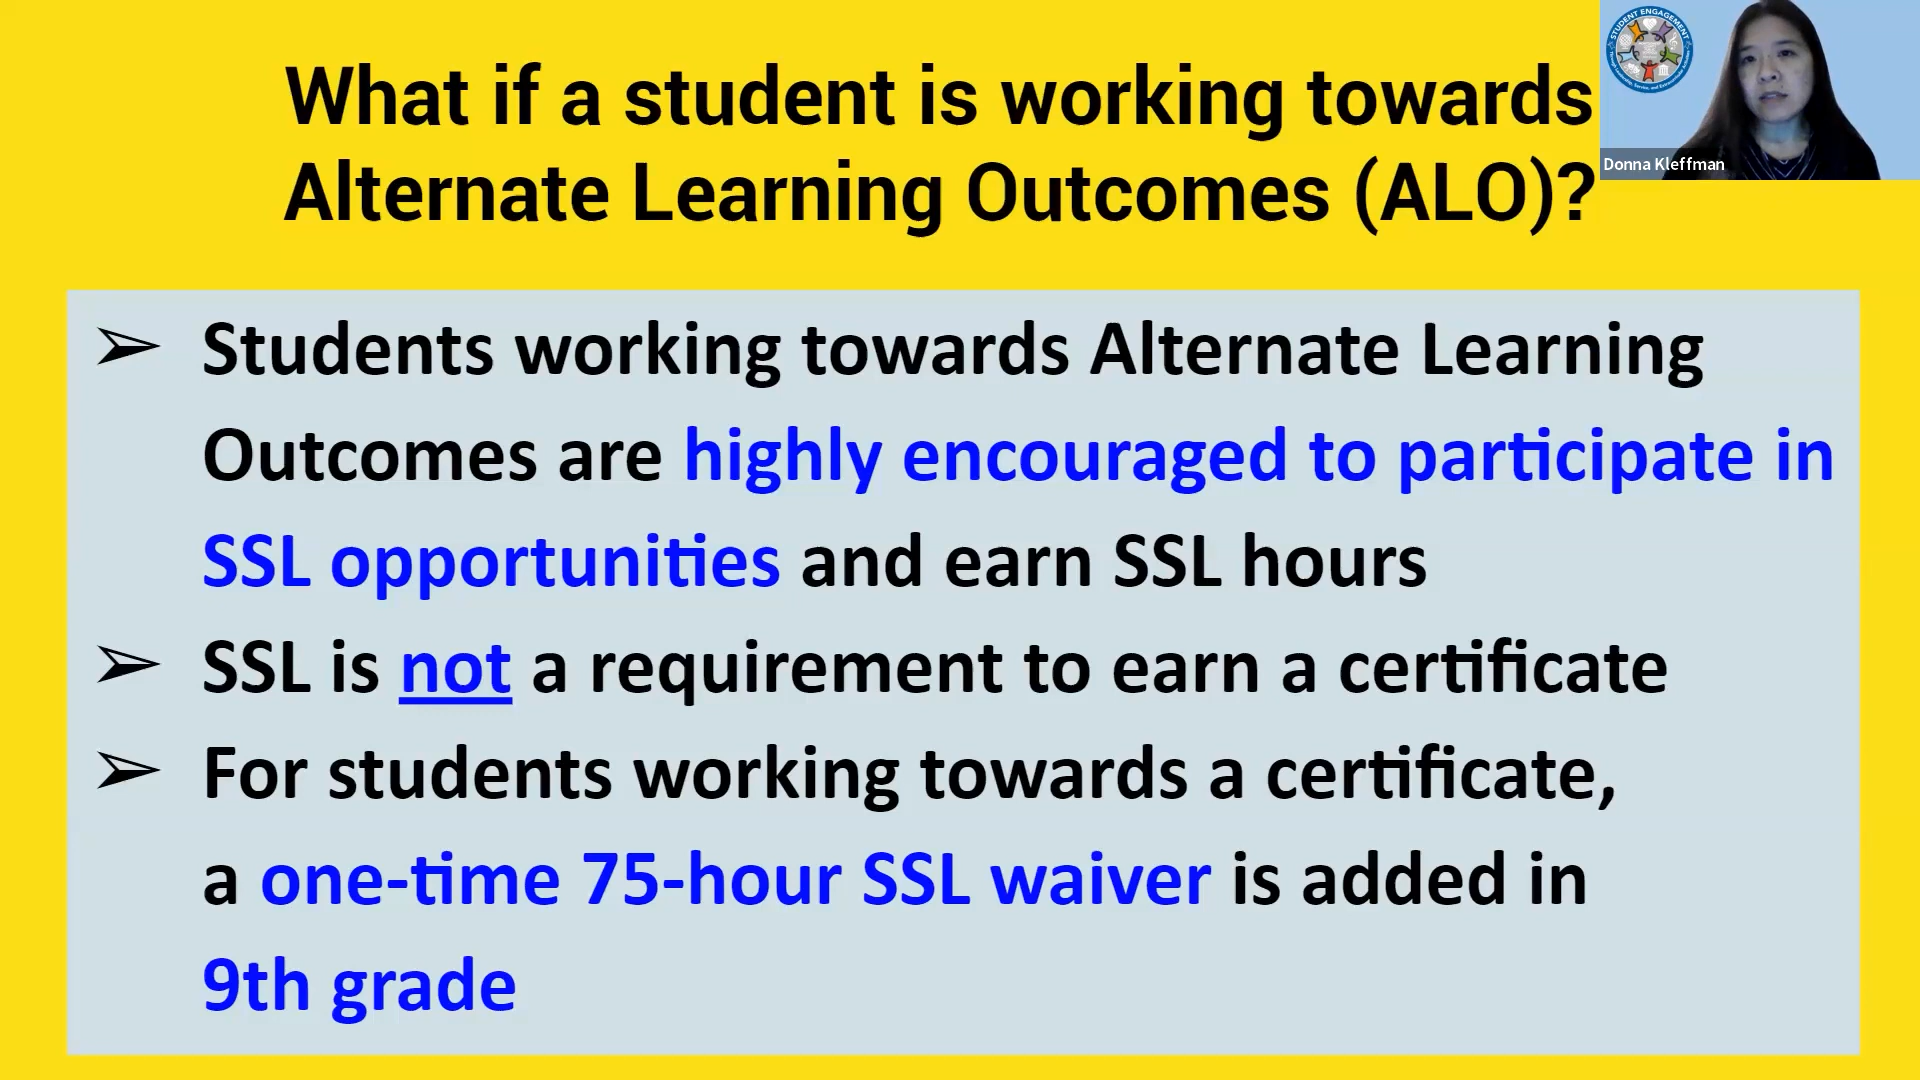 What if a student is working towards
Alternate Learning Outcomes (ALO)?
STUDENT ENGAGEMENT
Donna Kleffman
➢ Students working towards Alternate Learning
Outcomes are highly encouraged to participate in
SSL opportunities and earn SSL hours
➢ SSL is not a requirement to earn a certificate
➢ For students working towards a certificate,
a one-time 75-hour SSL waiver is added in
9th grade